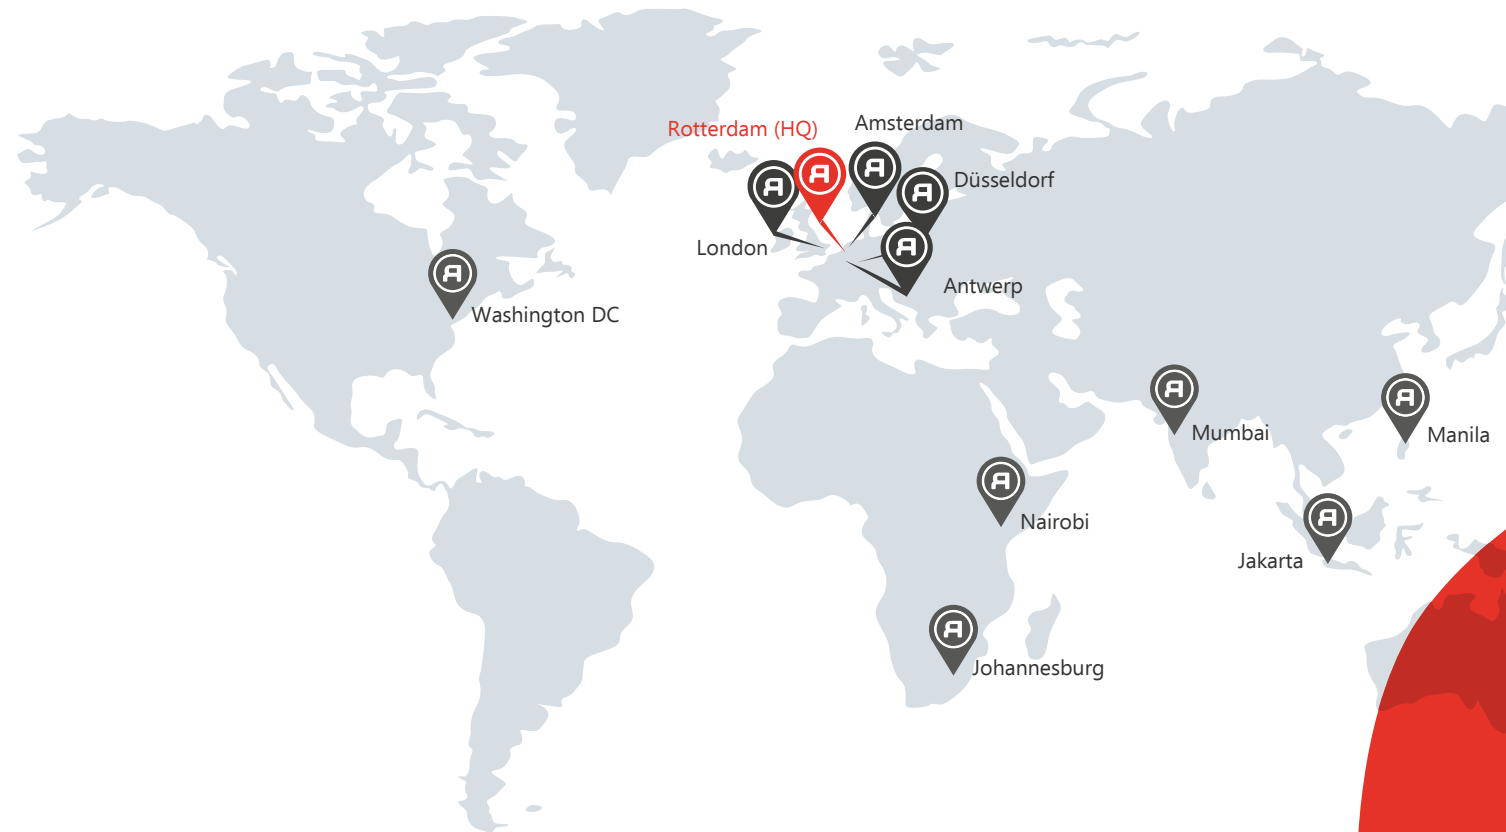 Rotterdam (HQ)
Amsterdam
Düsseldorf
London
Antwerp
Washington DC
Mumbai
Manila
Nairobi
Jakarta
Johannesburg